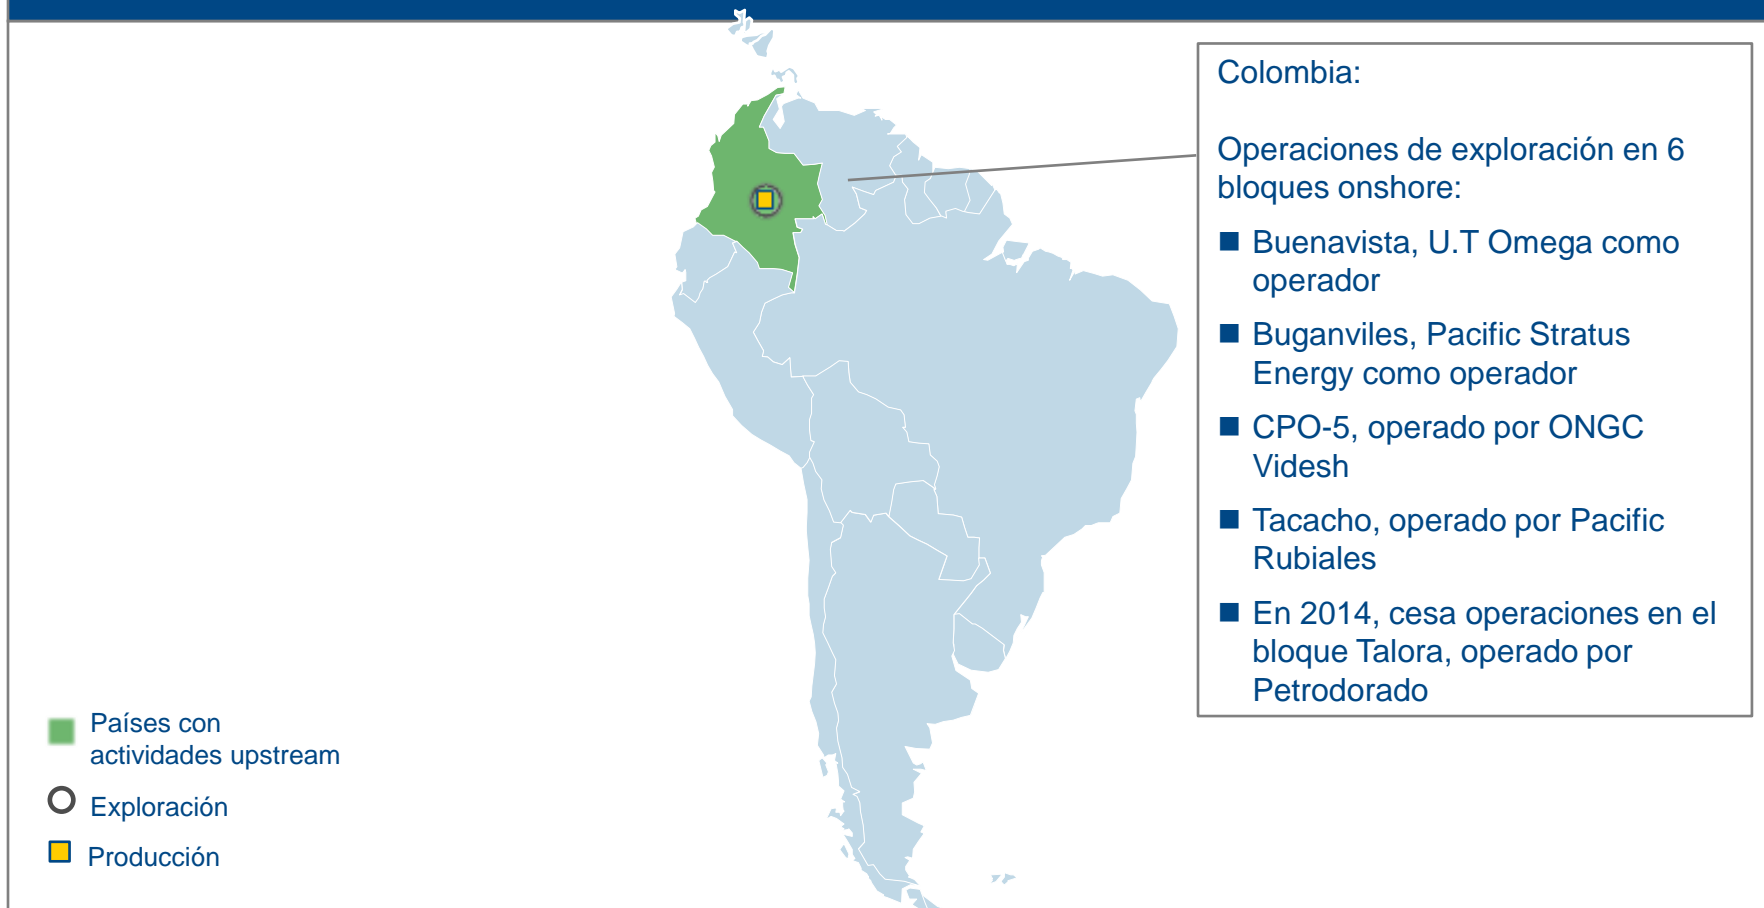 Colombia:
Operaciones de exploración en 6
bloques onshore:
Buenavista, U.T Omega como
operador
Buganviles, Pacific Stratus
Energy como operador
CPO-5, operado por ONGC
Videsh
Tacacho, operado por Pacific
Rubiales
En 2014, cesa operaciones en el
bloque Talora, operado por
Petrodorado
Países con
actividades upstream
Exploración
Producción